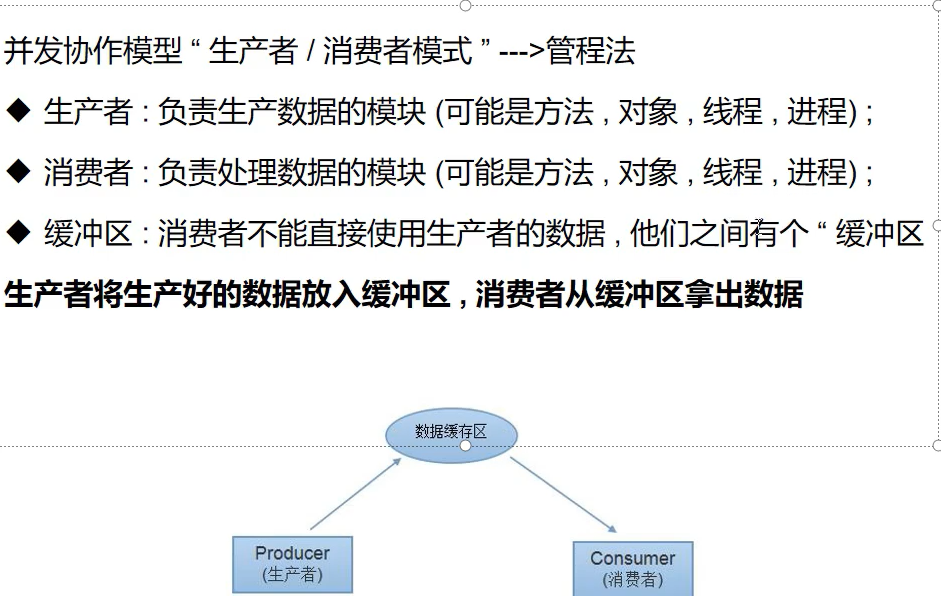 并发协作模型 “ 生产者 / 消费者模式 ” --->管程法
◆ 生产者 : 负责生产数据的模块 (可能是方法 , 对象 , 线程 , 进程) ;
◆ 消费者 : 负责处理数据的模块 (可能是方法 , 对象 , 线程 , 进程) ;
◆ 缓冲区 : 消费者不能直接使用生产者的数据 , 他们之间有个 “ 缓冲区
生产者将生产好的数据放入缓冲区 , 消费者从缓冲区拿出数据
数据缓存区
Producer
(生产者)
Consumer
(消费者)